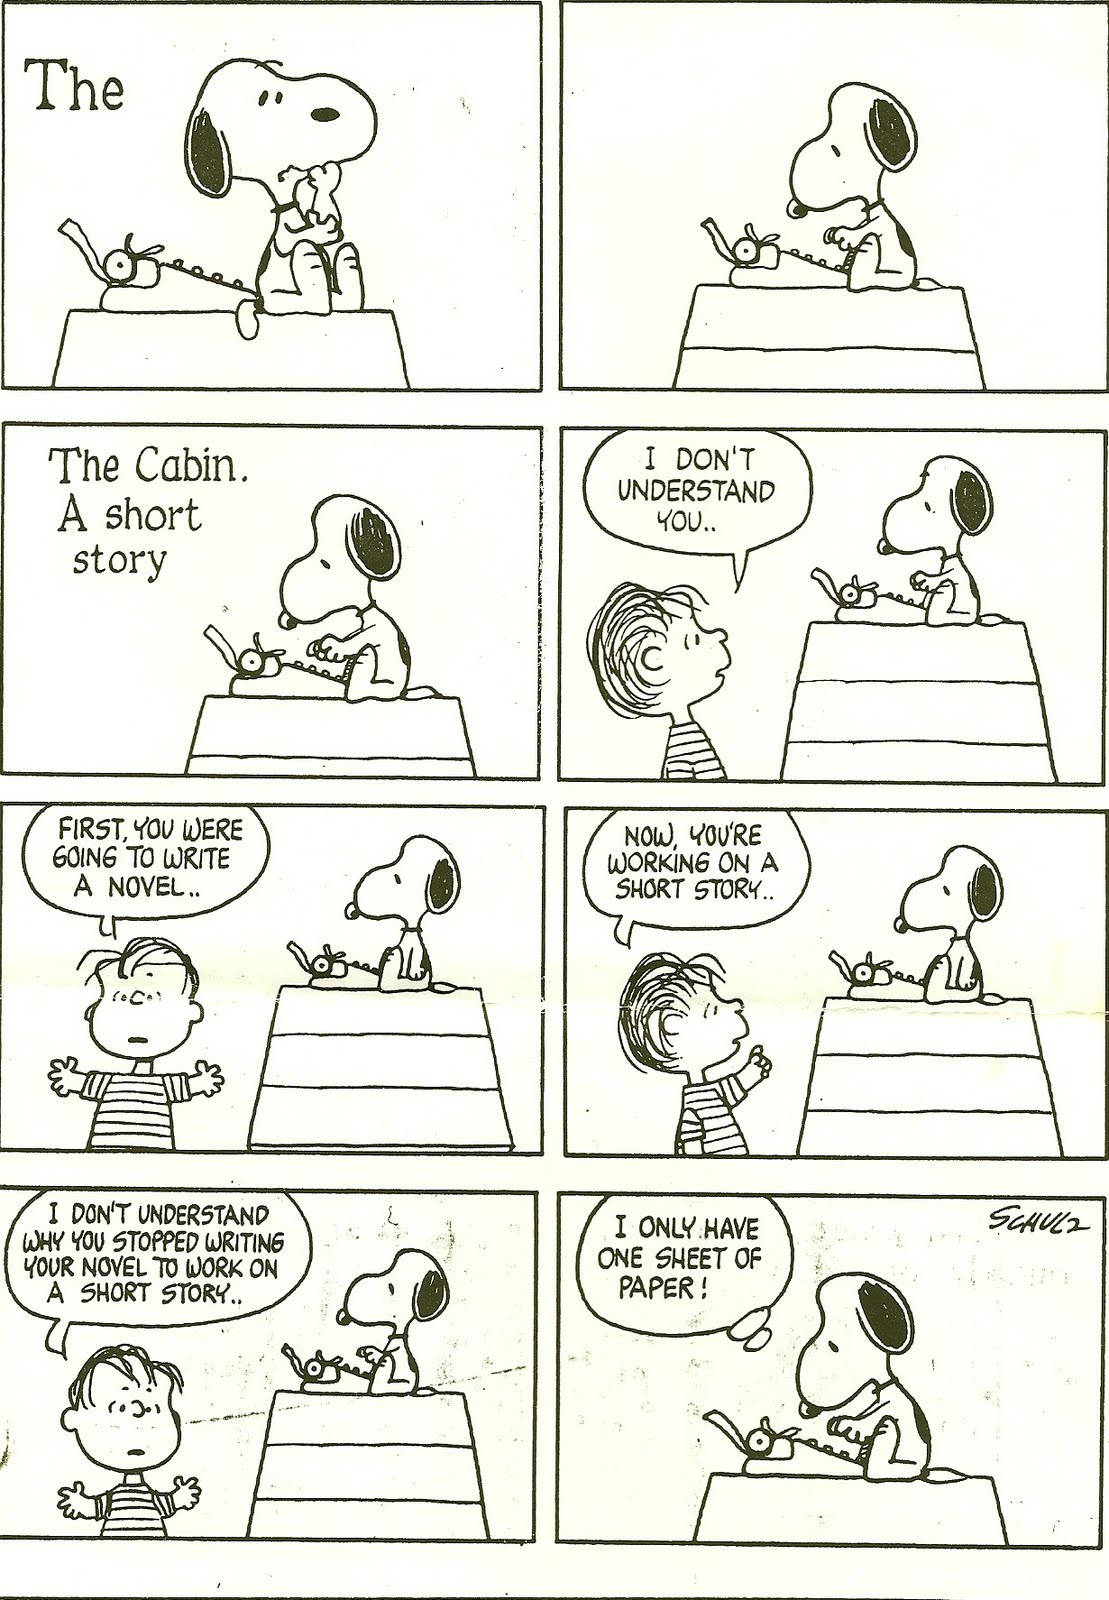 The
The Cabin.
A short
story
I DON'T
UNDERSTAND
YOU..
FIRST, YOU WERE
GOING TO WRITE
A NOVEL..
NOW, YOU'RE
WORKING ON A
SHORT STORY..
I DON'T UNDERSTAND
WHY YOU STOPPED WRITING
YOUR NOVEL TO WORK ON
A SHORT STORY..
I ONLY HAVE
ONE SHEET OF
PAPER!
SCHULZ